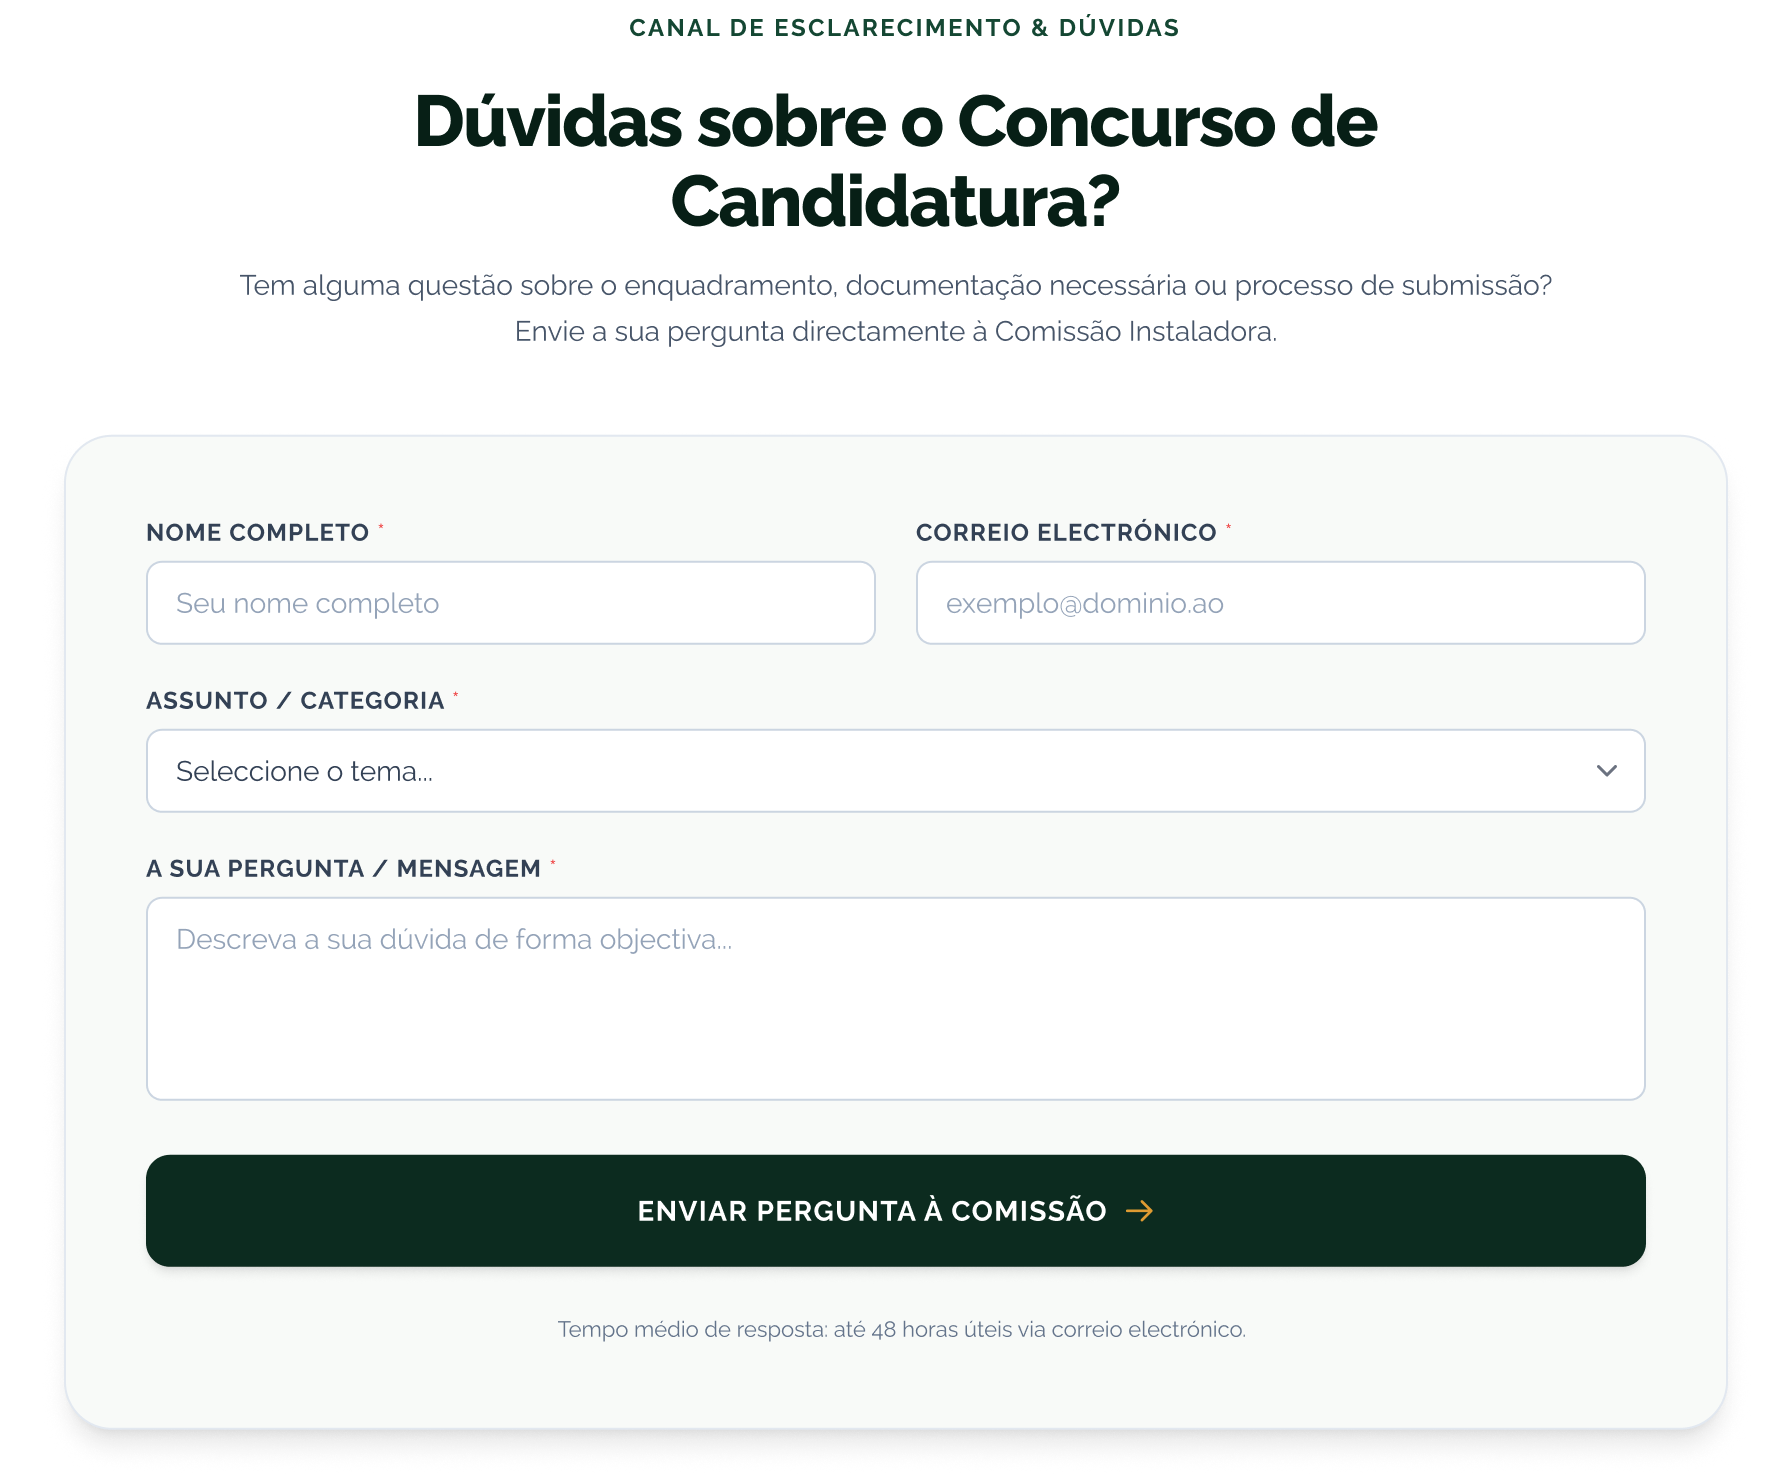 CANAL DE ESCLARECIMENTO & DÚVIDAS
Dúvidas sobre o Concurso de
Candidatura?
Tem alguma questão sobre o enquadramento, documentação necessária ou processo de submissão?
Envie a sua pergunta directamente à Comissão Instaladora.
NOME COMPLETO *
Seu nome completo
CORREIO ELECTRÓNICO *
exemplo@dominio.ao
ASSUNTO / CATEGORIA *
Seleccione o tema...
A SUA PERGUNTA / MENSAGEM *
Descreva a sua dúvida de forma objectiva...
ENVIAR PERGUNTA À COMISSÃO →
Tempo médio de resposta: até 48 horas úteis via correio electrónico.